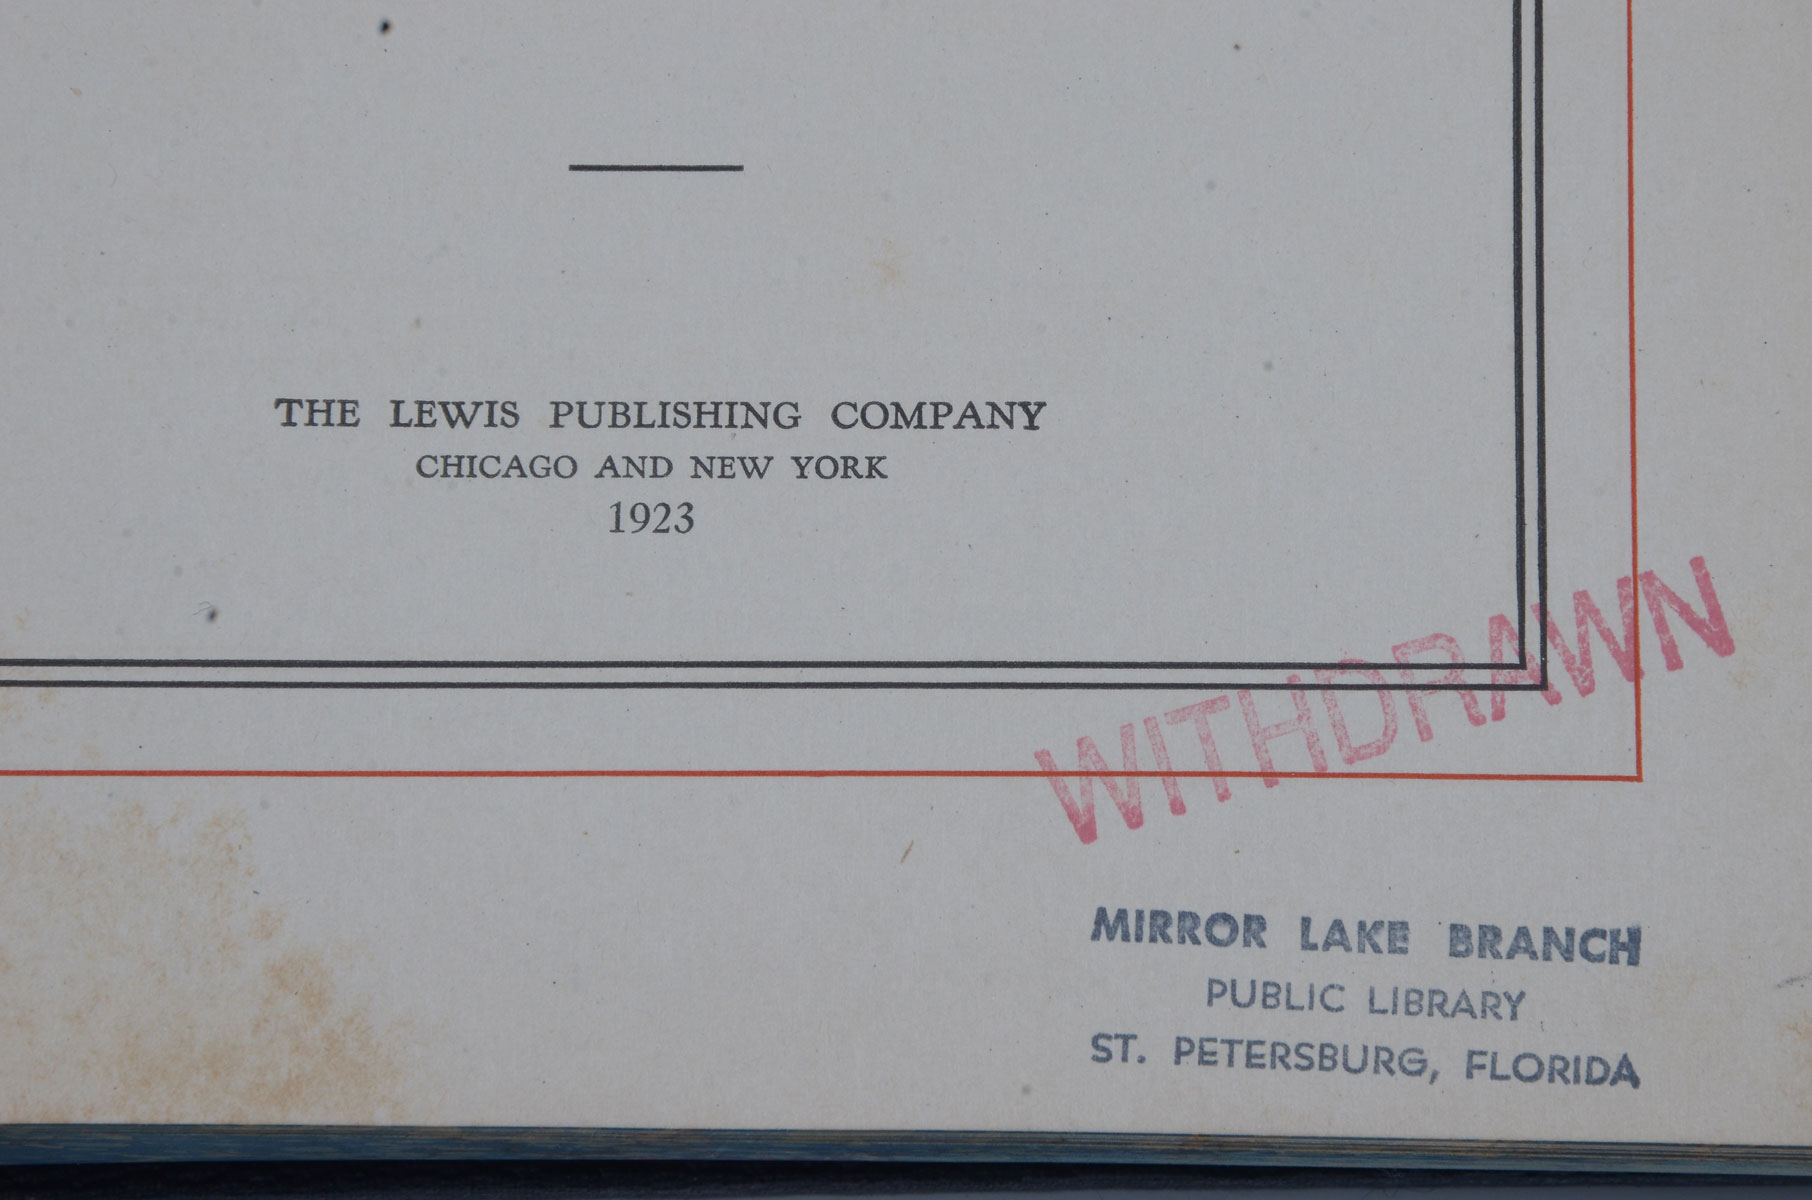 THE LEWIS PUBLISHING COMPANY
CHICAGO AND NEW YORK
1923
WITHDRAWN
MIRROR LAKE BRANCH
PUBLIC LIBRARY
ST. PETERSBURG, FLORIDA